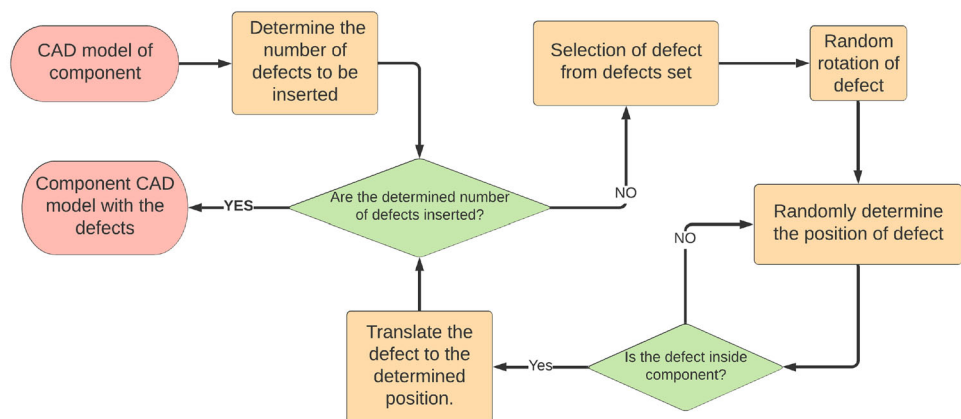 CAD model of
component
Determine the
number of
defects to be
inserted
Selection of defect
from defects set
Random
rotation of
defect
Component CAD
model with the
defects
YES
Are the determined number
of defects inserted?
NO
Randomly determine
the position of defect
NO
Translate the
defect to the
determined
position.
Yes
Is the defect inside
component?